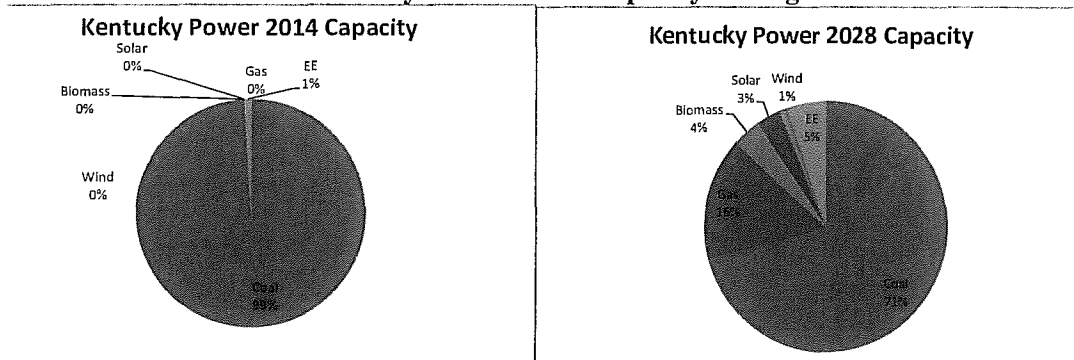 Kentucky Power 2014 Capacity
Solar
0%
Gas
0%
EE
1%
Biomass
0%
Wind
0%
Coal
99%
Kentucky Power 2028 Capacity
Solar
3%
Wind
1%
Biomass
4%
EE
5%
Gas
16%
Coal
71%